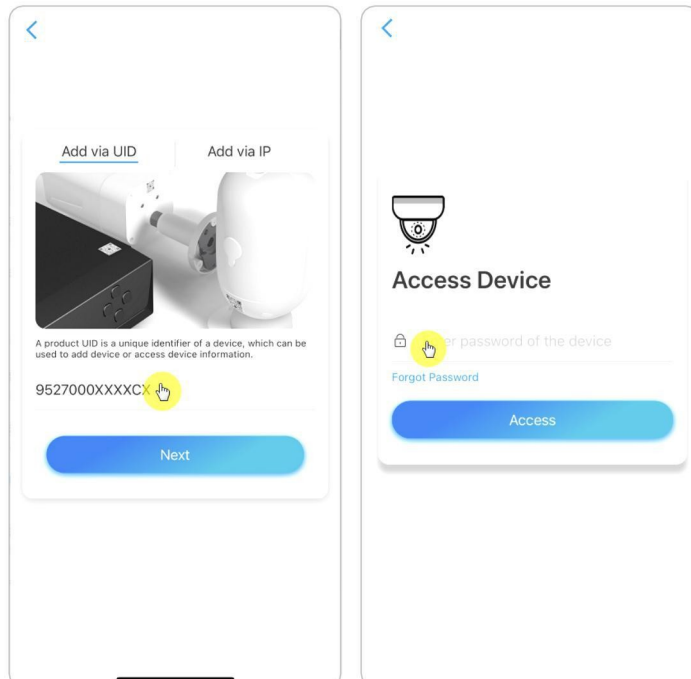 Add via UID
Add via IP
A product UID is a unique identifier of a device, which can be
used to add device or access device information.
9527000XXXXCX
Next
Access Device
password of the device
Forgot Password
Access